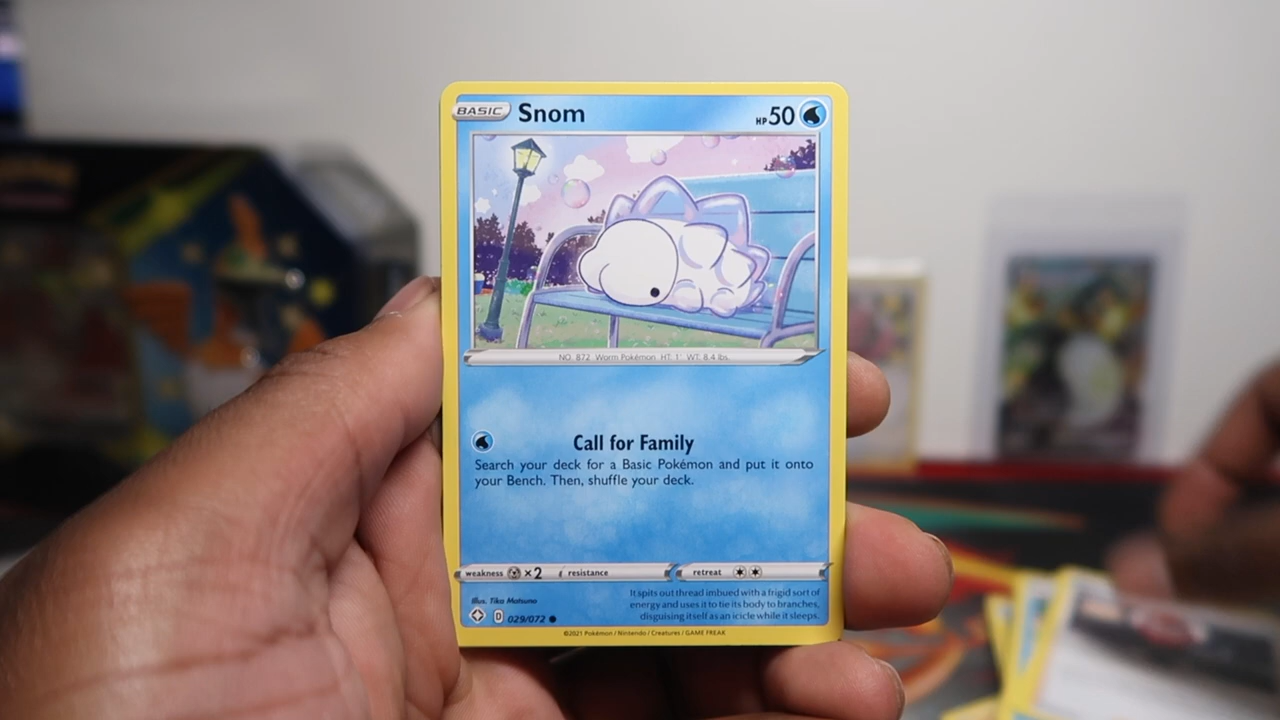 BASIC Snom HP 50
NO. 872 Worm Pokémon HT: 1' WT: 8.4 lbs.
Call for Family
Search your deck for a Basic Pokémon and put it onto
your Bench. Then, shuffle your deck.
weakness ×2 resistance retreat
It spits out thread imbued with a frigid sort of
energy and uses it to tie its body to branches,
disguising itself as an icicle while it sleeps.
Illus. Tika Matsuno
D 029/072
©2021 Pokémon / Nintendo / Creatures / GAME FREAK